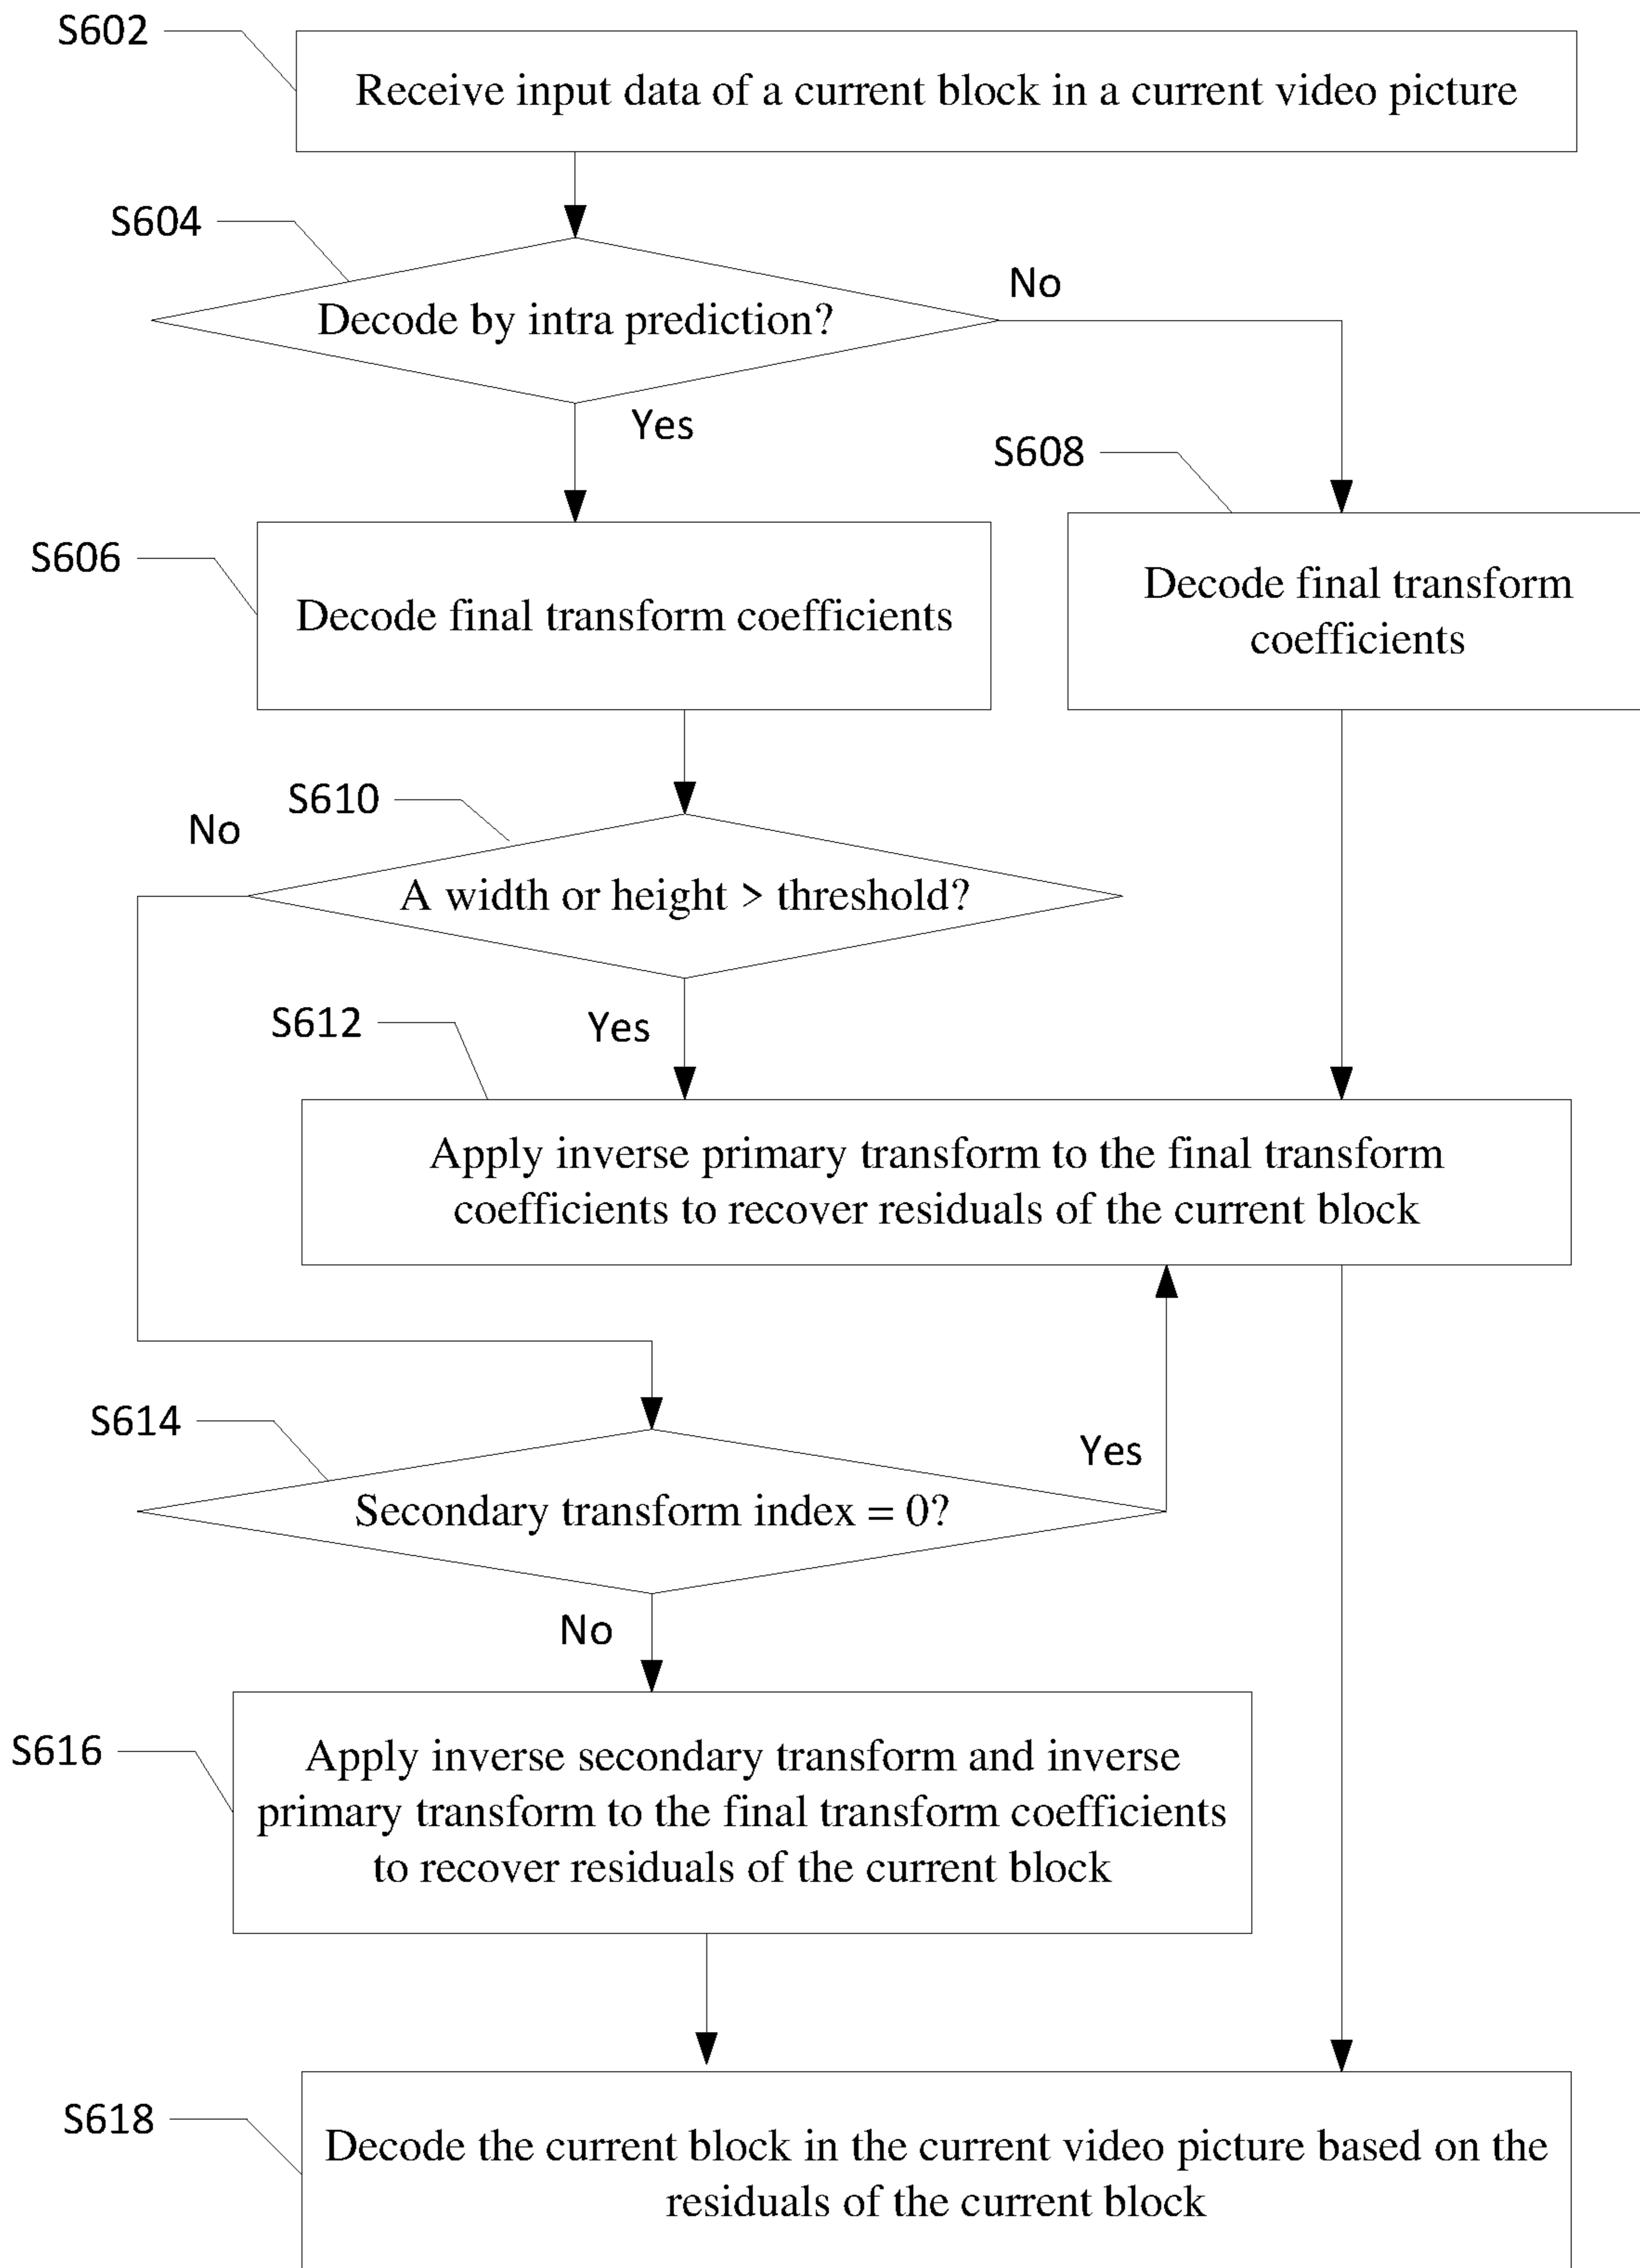 S602
Receive input data of a current block in a current video picture
S604
Decode by intra prediction?
No
Yes
S606
Decode final transform coefficients
S608
Decode final transform
coefficients
S610
No
A width or height > threshold?
Yes
S612
Apply inverse primary transform to the final transform
coefficients to recover residuals of the current block
S614
Secondary transform index = 0?
Yes
No
S616
Apply inverse secondary transform and inverse
primary transform to the final transform coefficients
to recover residuals of the current block
S618
Decode the current block in the current video picture based on the
residuals of the current block